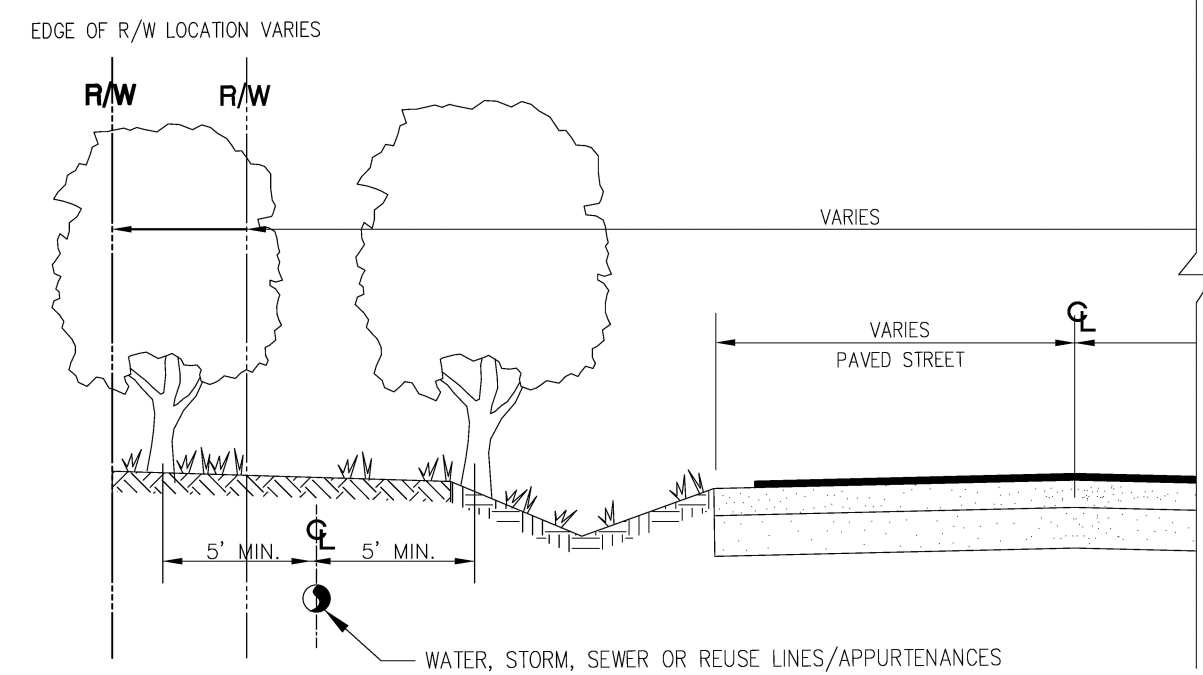 EDGE OF R/W LOCATION VARIES
R/W R/W
VARIES
CL
VARIES
PAVED STREET
CL
5' MIN. 5' MIN.
WATER, STORM, SEWER OR REUSE LINES/APPURTENANCES